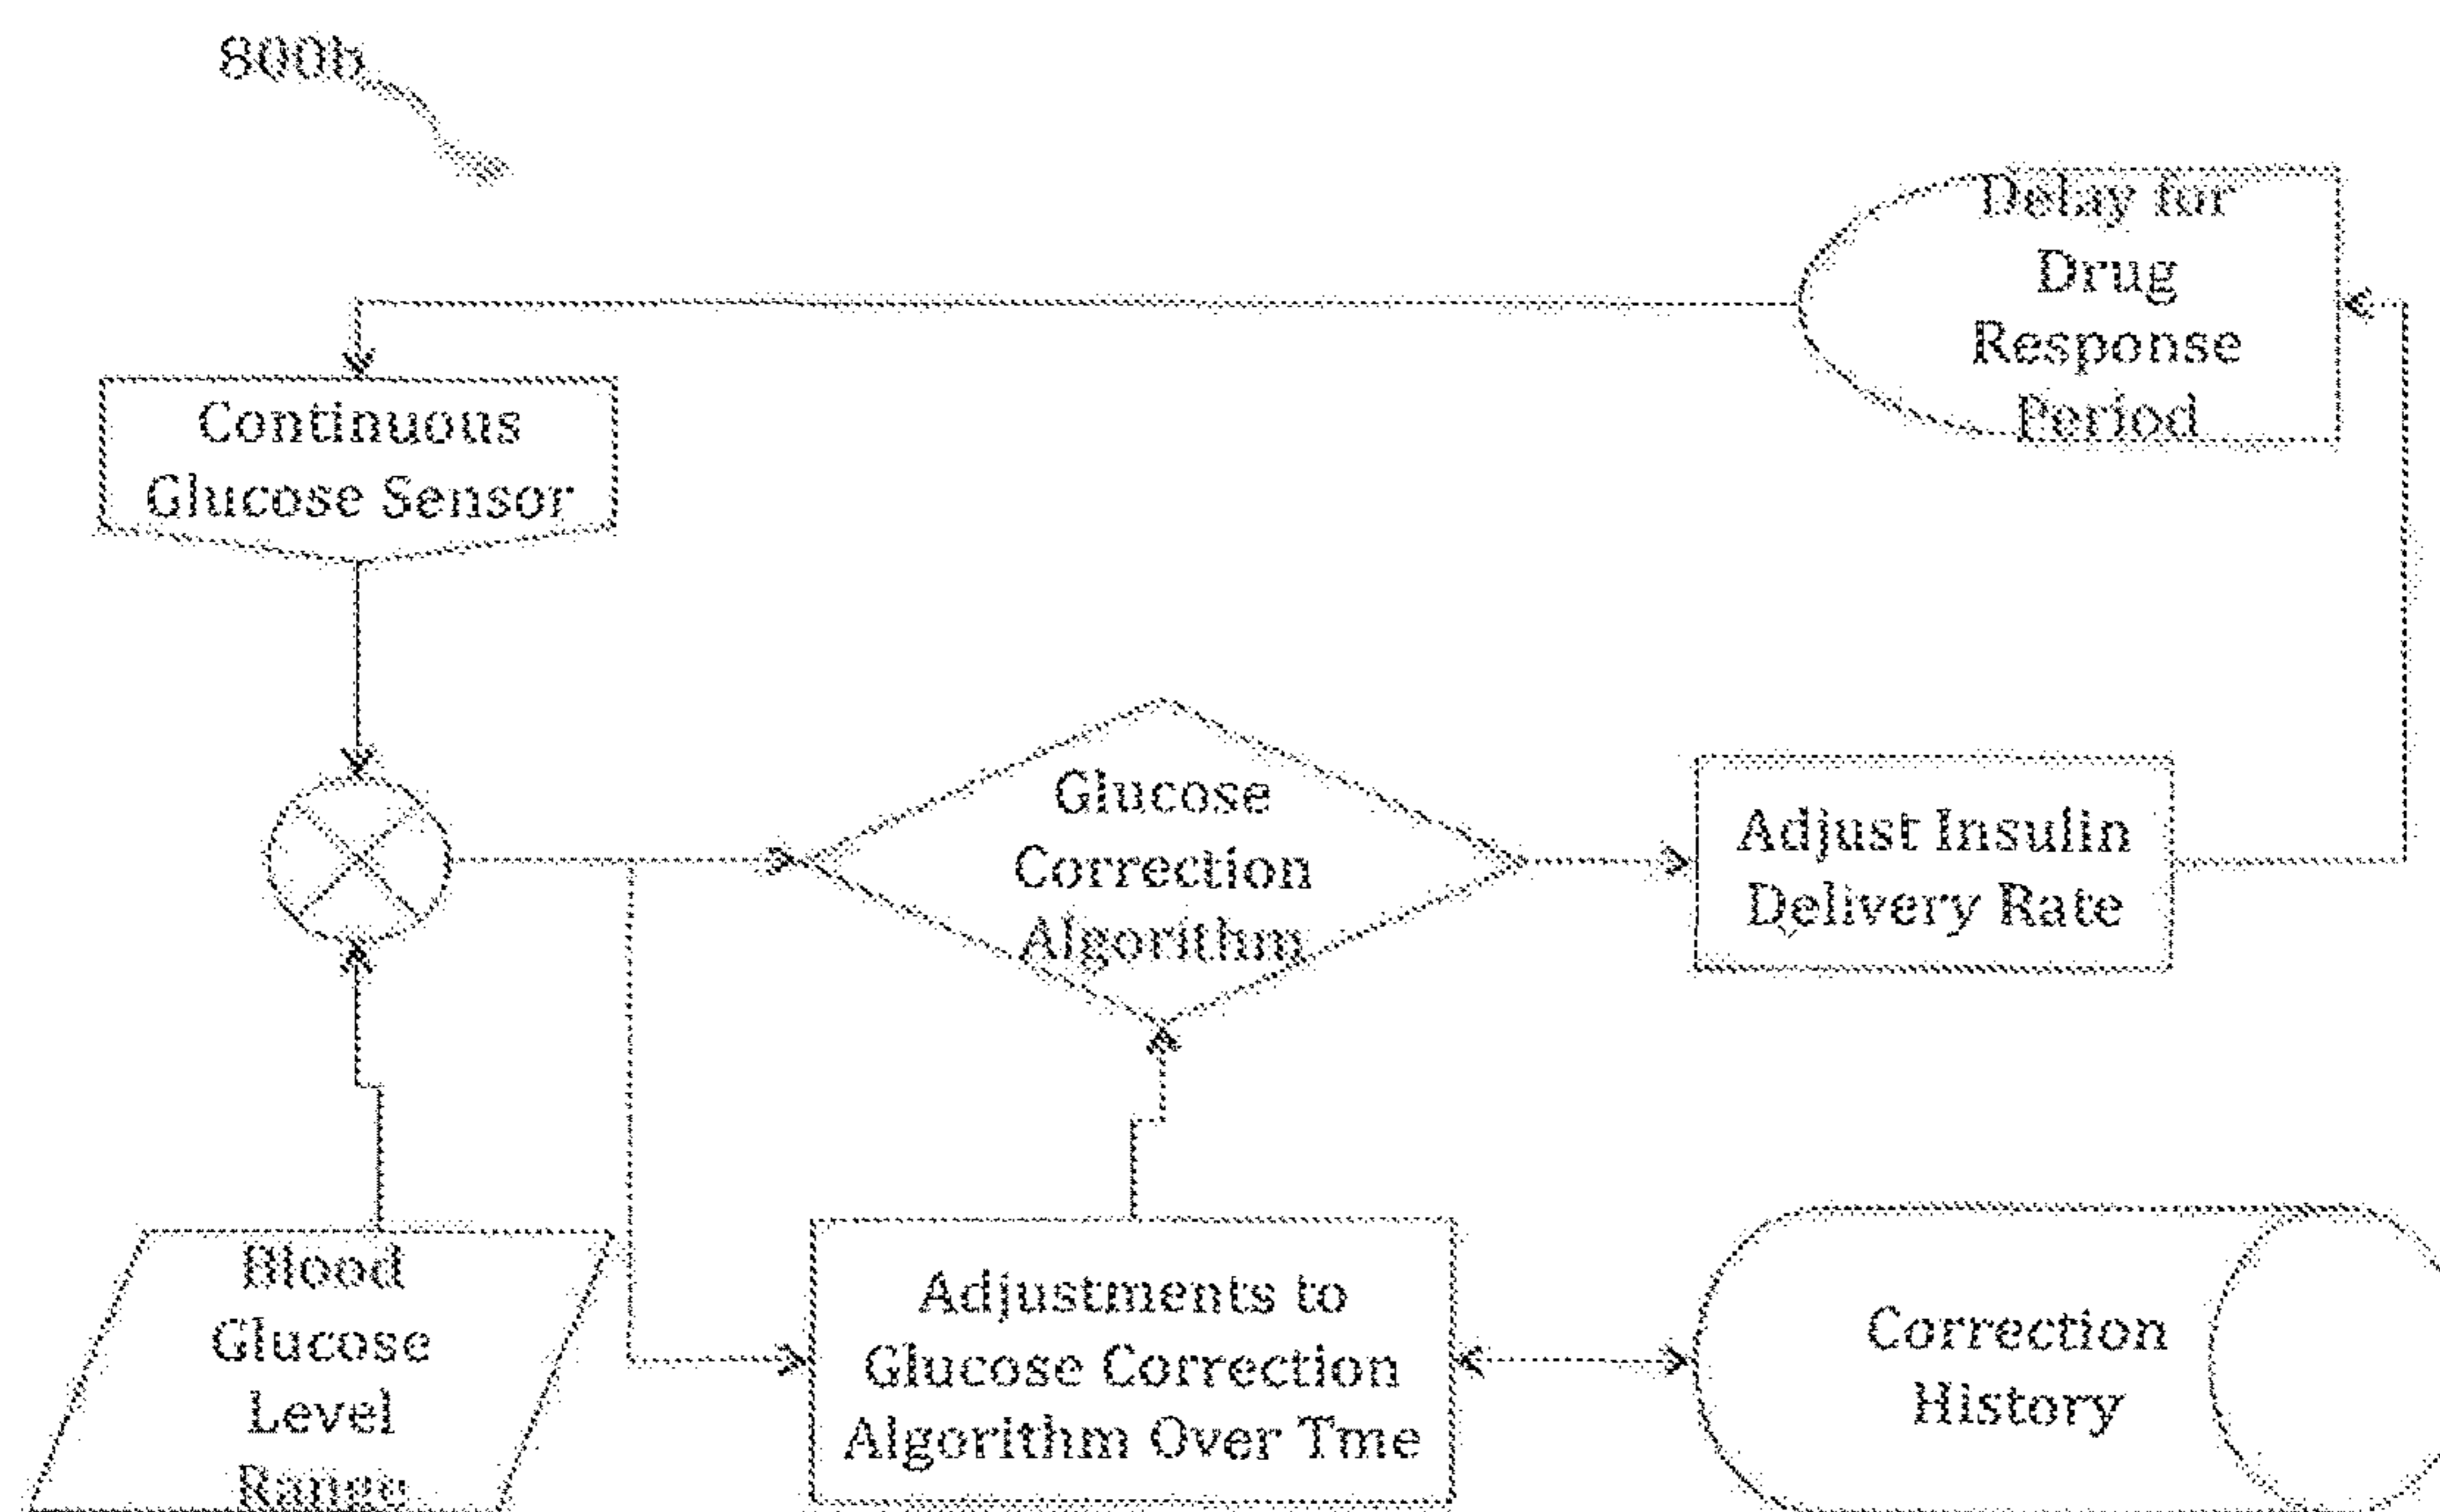 800b
Delay for
Drug
Response
Period
Continuous
Glucose Sensor
Glucose
Correction
Algorithm
Adjust Insulin
Delivery Rate
Blood
Glucose
Level
Range
Adjustments to
Glucose Correction
Algorithm Over Tme
Correction
History